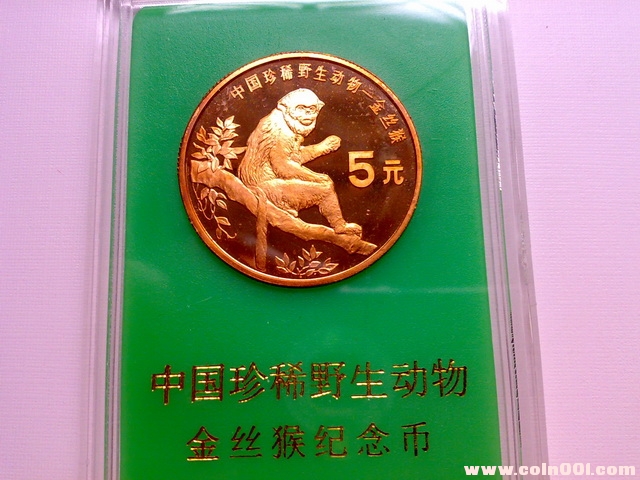 中国珍稀野生动物—金丝猴
5元
中国珍稀野生动物
金丝猴纪念币
www.coin001.com